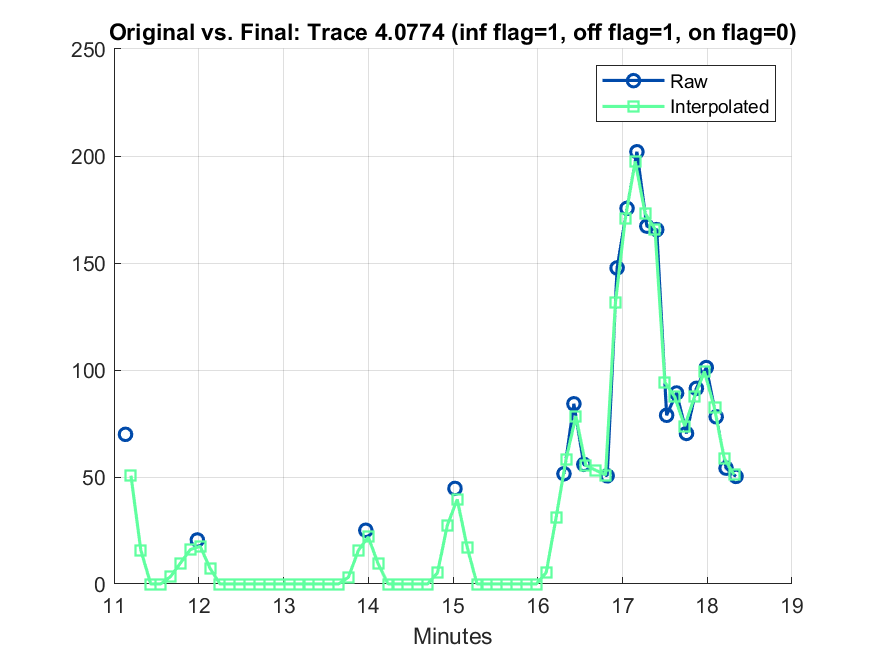 Original vs. Final: Trace 4.0774 (inf flag=1, off flag=1, on flag=0)
250
200
150
100
50
0
Raw
Interpolated
11 12 13 14 15 16 17 18 19
Minutes